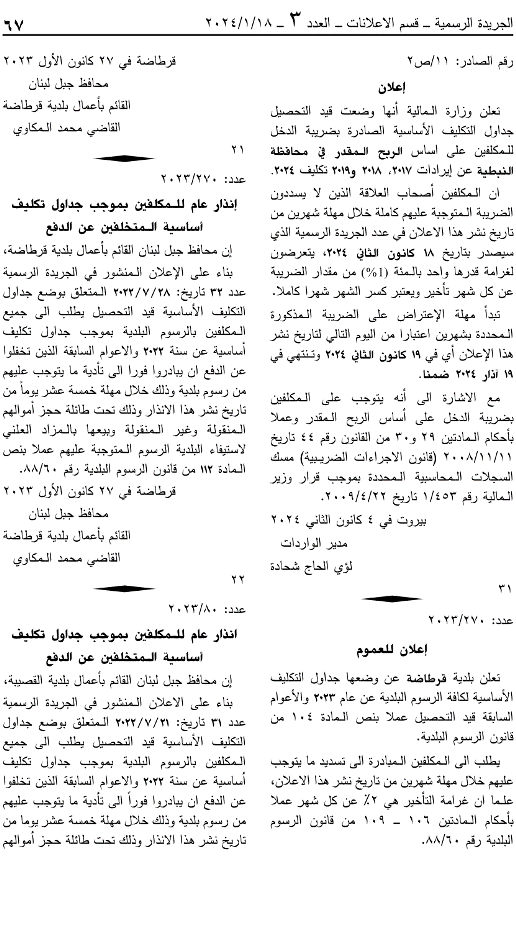 الجريدة الرسمية ــ قسم الاعلانات ــ العدد ٣ ــ ٢٠٢٤/١/١٨
٦٧
رقم الصادر: ١١/ص٢
إعلان
تعلن وزارة المالية أنها وضعت قيد التحصيل
جداول التكليف الأساسية الصادرة بضريبة الدخل
للمكلفين على اساس الربح المقدر في محافظة
النبطية عن إيرادات ٢٠١٧، ٢٠١٨ و٢٠١٩ تكليف ٢٠٢٤.
ان المكلفين أصحاب العلاقة الذين لا يسددون
الضريبة المتوجبة عليهم كاملة خلال مهلة شهرين من
تاريخ نشر هذا الاعلان في عدد الجريدة الرسمية الذي
سيصدر بتاريخ ١٨ كانون الثاني ٢٠٢٤، يتعرضون
لغرامة قدرها واحد بالمئة (1%) من مقدار الضريبة
عن كل شهر تأخير ويعتبر كسر الشهر شهرا كاملا.
تبدأ مهلة الإعتراض على الضريبة المذكورة
المحددة بشهرين اعتبارا من اليوم التالي لتاريخ نشر
هذا الإعلان أي في ١٩ كانون الثاني ٢٠٢٤ وتنتهي في
١٩ آذار ٢٠٢٤ ضمنا.
مع الاشارة الى أنه يتوجب على المكلفين
بضريبة الدخل على أساس الربح المقدر وعملا
بأحكام المادتين ٢٩ و٣٠ من القانون رقم ٤٤ تاريخ
٢٠٠٨/١١/١١ (قانون الاجراءات الضريبية) مسك
السجلات المحاسبية المحددة بموجب قرار وزير
المالية رقم ١/٤٥٣ تاريخ ٢٠٠٩/٤/٢٢.
بيروت في ٤ كانون الثاني ٢٠٢٤
مدير الواردات
لؤي الحاج شحادة
٣١
عدد: ٢٠٢٣/٢٧٠
إعلان للعموم
تعلن بلدية قرطاضة عن وضعها جداول التكليف
الأساسية لكافة الرسوم البلدية عن عام ٢٠٢٣ والأعوام
السابقة قيد التحصيل عملا بنص المادة ١٠٤ من
قانون الرسوم البلدية.
يطلب الى المكلفين المبادرة الى تسديد ما يتوجب
عليهم خلال مهلة شهرين من تاريخ نشر هذا الاعلان،
علما ان غرامة التأخير هي ٢٪ عن كل شهر عملا
بأحكام المادتين ١٠٦ ــ ١٠٩ من قانون الرسوم
البلدية رقم ٨٨/٦٠.
قرطاضة في ٢٧ كانون الأول ٢٠٢٣
محافظ جبل لبنان
القائم بأعمال بلدية قرطاضة
القاضي محمد المكاوي
٢١
عدد: ٢٠٢٣/٢٧٠
إنذار عام للمكلفين بموجب جداول تكليف
أساسية المتخلفين عن الدفع
إن محافظ جبل لبنان القائم بأعمال بلدية قرطاضة،
بناء على الإعلان المنشور في الجريدة الرسمية
عدد ٣٢ تاريخ: ٢٠٢٢/٧/٢٨ المتعلق بوضع جداول
التكليف الأساسية قيد التحصيل يطلب الى جميع
المكلفين بالرسوم البلدية بموجب جداول تكليف
أساسية عن سنة ٢٠٢٢ والاعوام السابقة الذين تخفلوا
عن الدفع ان يبادروا فورا الى تأدية ما يتوجب عليهم
من رسوم بلدية وذلك خلال مهلة خمسة عشر يوماً من
تاريخ نشر هذا الانذار وذلك تحت طائلة حجز أموالهم
المنقولة وغير المنقولة وبيعها بالمزاد العلني
لاستيفاء البلدية الرسوم المتوجبة عليهم عملا بنص
المادة ١١٢ من قانون الرسوم البلدية رقم ٨٨/٦٠.
قرطاضة في ٢٧ كانون الأول ٢٠٢٣
محافظ جبل لبنان
القائم بأعمال بلدية قرطاضة
القاضي محمد المكاوي
٢٢
عدد: ٢٠٢٣/٨٠
انذار عام للمكلفين بموجب جداول تكليف
أساسية المتخلفين عن الدفع
إن محافظ جبل لبنان القائم بأعمال بلدية القصيبة،
بناء على الاعلان المنشور في الجريدة الرسمية
عدد ٣١ تاريخ: ٢٠٢٢/٧/٢١ المتعلق بوضع جداول
التكليف الأساسية قيد التحصيل يطلب الى جميع
المكلفين بالرسوم البلدية بموجب جداول تكليف
أساسية عن سنة ٢٠٢٢ والاعوام السابقة الذين تخلفوا
عن الدفع ان يبادروا فوراً الى تأدية ما يتوجب عليهم
من رسوم بلدية وذلك خلال مهلة خمسة عشر يوما من
تاريخ نشر هذا الانذار وذلك تحت طائلة حجز أموالهم